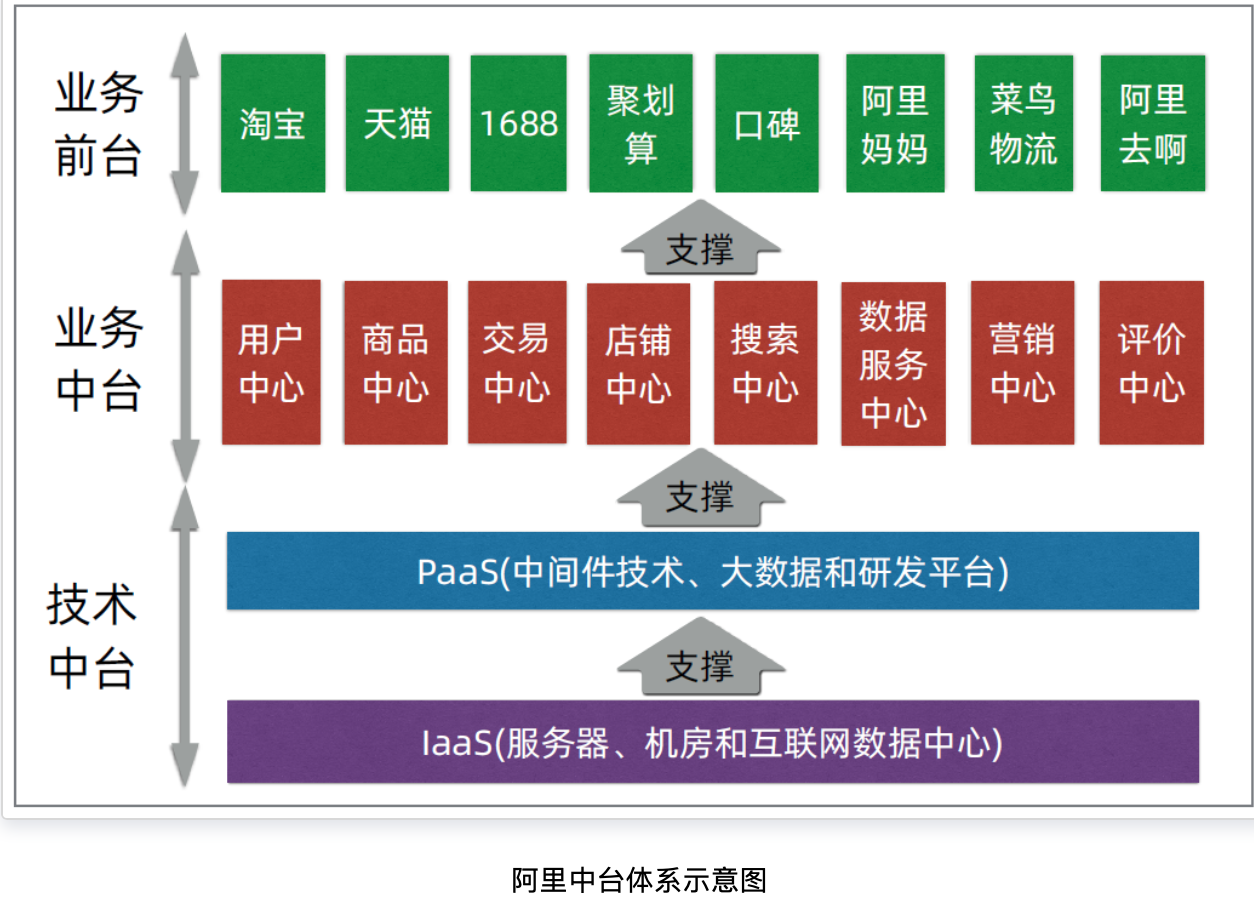 业务
前台
淘宝
天猫
1688
聚划
算
口碑
阿里
妈妈
菜鸟
物流
阿里
去啊
支撑
业务
中台
用户
中心
商品
中心
交易
中心
店铺
中心
搜索
中心
数据
服务
中心
营销
中心
评价
中心
支撑
技术
中台
PaaS(中间件技术、大数据和研发平台)
支撑
IaaS(服务器、机房和互联网数据中心)
阿里中台体系示意图